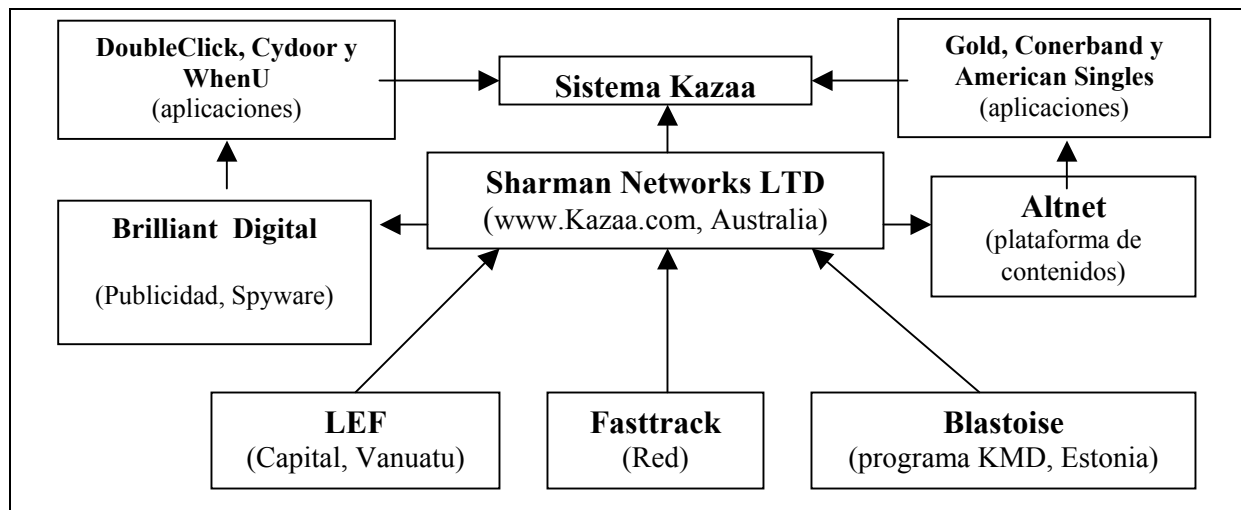 DoubleClick, Cydoor y
WhenU
(aplicaciones)
Sistema Kazaa
Gold, Conerband y
American Singles
(aplicaciones)
Sharman Networks LTD
(www.Kazaa.com, Australia)
Brilliant Digital
(Publicidad, Spyware)
Altnet
(plataforma de
contenidos)
LEF
(Capital, Vanuatu)
Fasttrack
(Red)
Blastoise
(programa KMD, Estonia)